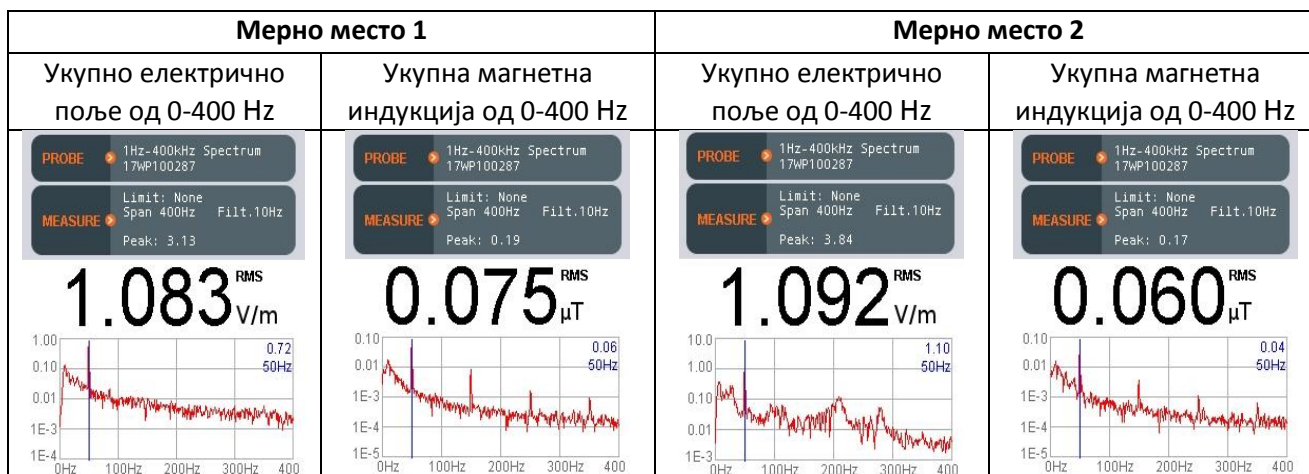 Мерно место 1
Мерно место 2
Укупно електрично
поље од 0-400 Hz
Укупна магнетна
индукција од 0-400 Hz
Укупно електрично
поље од 0-400 Hz
Укупна магнетна
индукција од 0-400 Hz
PROBE
1Hz-400kHz Spectrum
17WP100287
MEASURE
Limit: None
Span 400Hz Filt.10Hz
Peak: 3.13
1.083 RMS V/m
1.00
0.10
0.01
1E-3
1E-4
0.72
50Hz
0Hz 100Hz 200Hz 300Hz 400
PROBE
1Hz-400kHz Spectrum
17WP100287
MEASURE
Limit: None
Span 400Hz Filt.10Hz
Peak: 0.19
0.075 RMS µT
0.10
0.01
1E-3
1E-4
1E-5
0.06
50Hz
0Hz 100Hz 200Hz 300Hz 400
PROBE
1Hz-400kHz Spectrum
17WP100287
MEASURE
Limit: None
Span 400Hz Filt.10Hz
Peak: 3.84
1.092 RMS V/m
10.0
1.00
0.10
0.01
1E-3
1.10
50Hz
0Hz 100Hz 200Hz 300Hz 400
PROBE
1Hz-400kHz Spectrum
17WP100287
MEASURE
Limit: None
Span 400Hz Filt.10Hz
Peak: 0.17
0.060 RMS µT
0.10
0.01
1E-3
1E-4
1E-5
0.04
50Hz
0Hz 100Hz 200Hz 300Hz 400